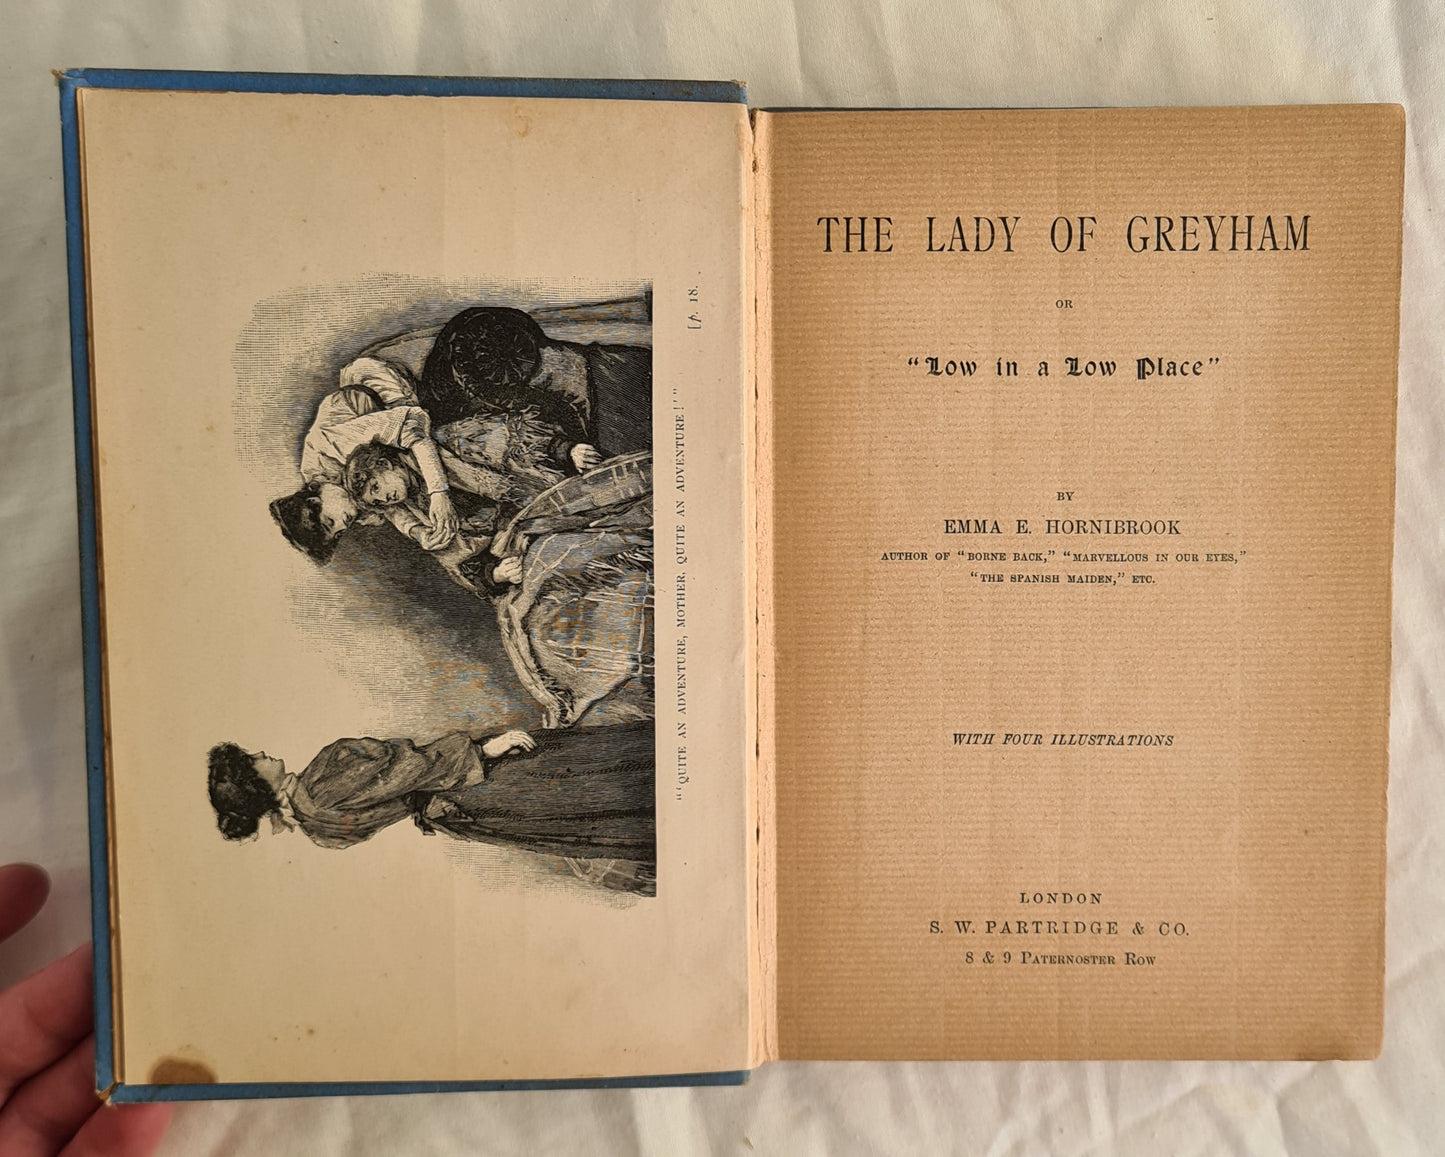 [p. 18.
"'QUITE AN ADVENTURE, MOTHER, QUITE AN ADVENTURE!'"
THE LADY OF GREYHAM
OR
"Low in a Low Place"
BY
EMMA E. HORNIBROOK
AUTHOR OF "BORNE BACK," "MARVELLOUS IN OUR EYES,"
"THE SPANISH MAIDEN," ETC.
WITH FOUR ILLUSTRATIONS
LONDON
S. W. PARTRIDGE & CO.
8 & 9 PATERNOSTER ROW